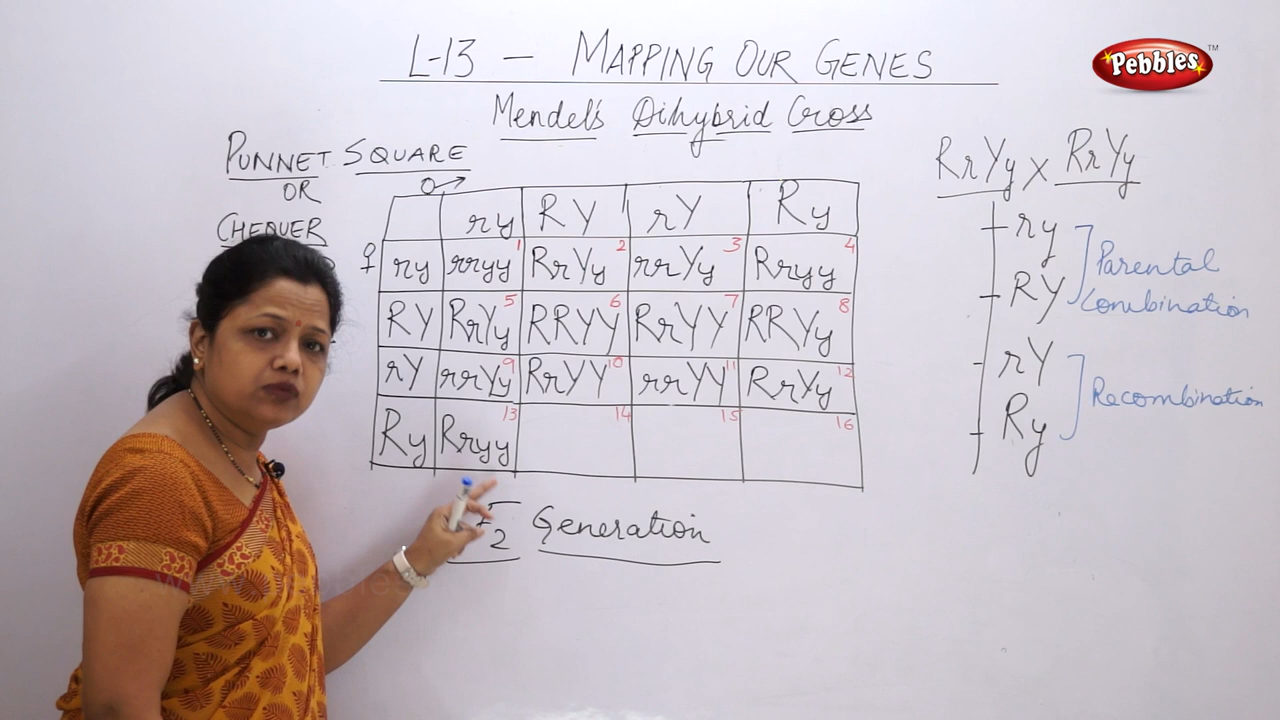 L-13 — MAPPING OUR GENES
Pebbles™
Mendel's Dihybrid Cross
PUNNET SQUARE
OR
CHEQUER
♂
♀
ry RY rY Ry
ry rryy 1 RrYy 2 rrYy 3 Rryy 4
RY RrYy 5 RRYY 6 RrYY 7 RRYy 8
rY rrYy 9 RrYY 10 rrYY 11 RrYy 12
Ry Rryy 13 14 15 16
F2 Generation
RrYy × RrYy
ry
RY
Parental
Combination
rY
Ry
Recombination